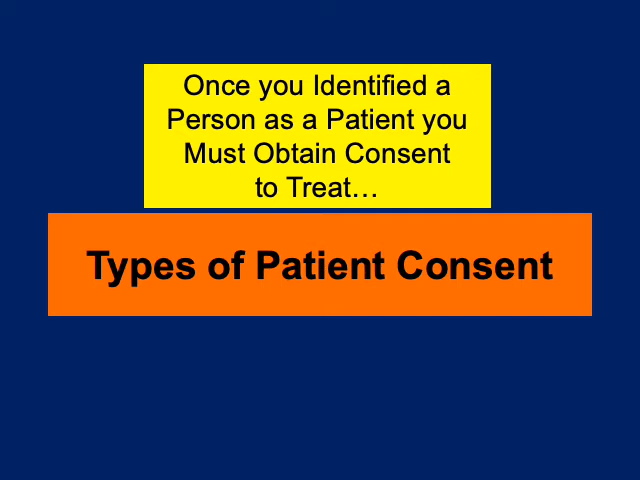 Once you Identified a
Person as a Patient you
Must Obtain Consent
to Treat…
Types of Patient Consent